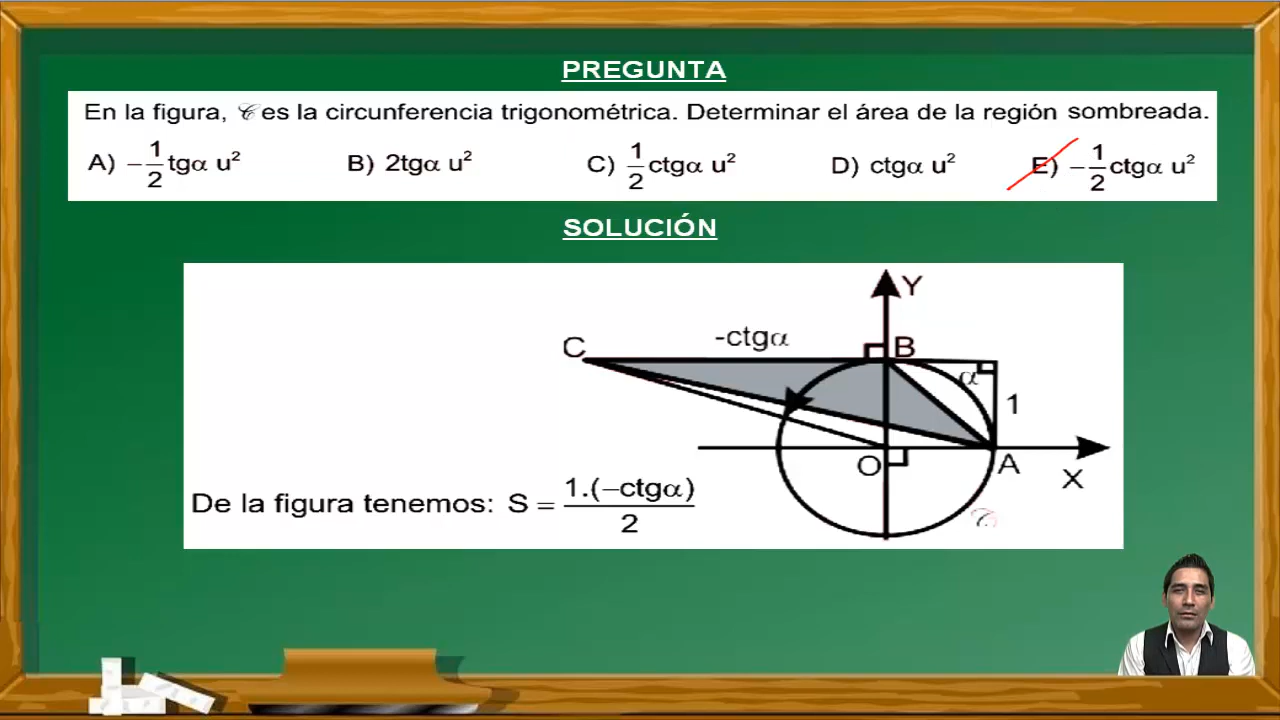 PREGUNTA
En la figura, 𝒞 es la circunferencia trigonométrica. Determinar el área de la región sombreada.
A) −1/2 tgα u² B) 2tgα u² C) 1/2 ctgα u² D) ctgα u² E) −1/2 ctgα u²
SOLUCIÓN
Y
-ctgα
C B
α
1
O A
X
De la figura tenemos: S = 1.(−ctgα)/2
𝒞